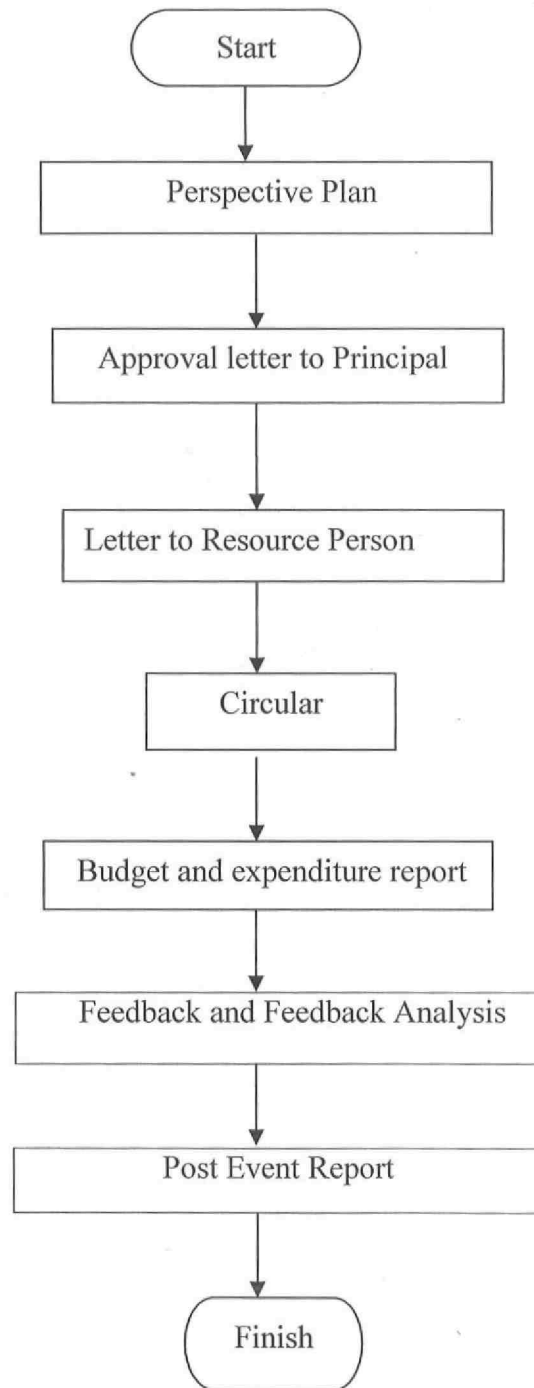 Start
Perspective Plan
Approval letter to Principal
Letter to Resource Person
Circular
Budget and expenditure report
Feedback and Feedback Analysis
Post Event Report
Finish